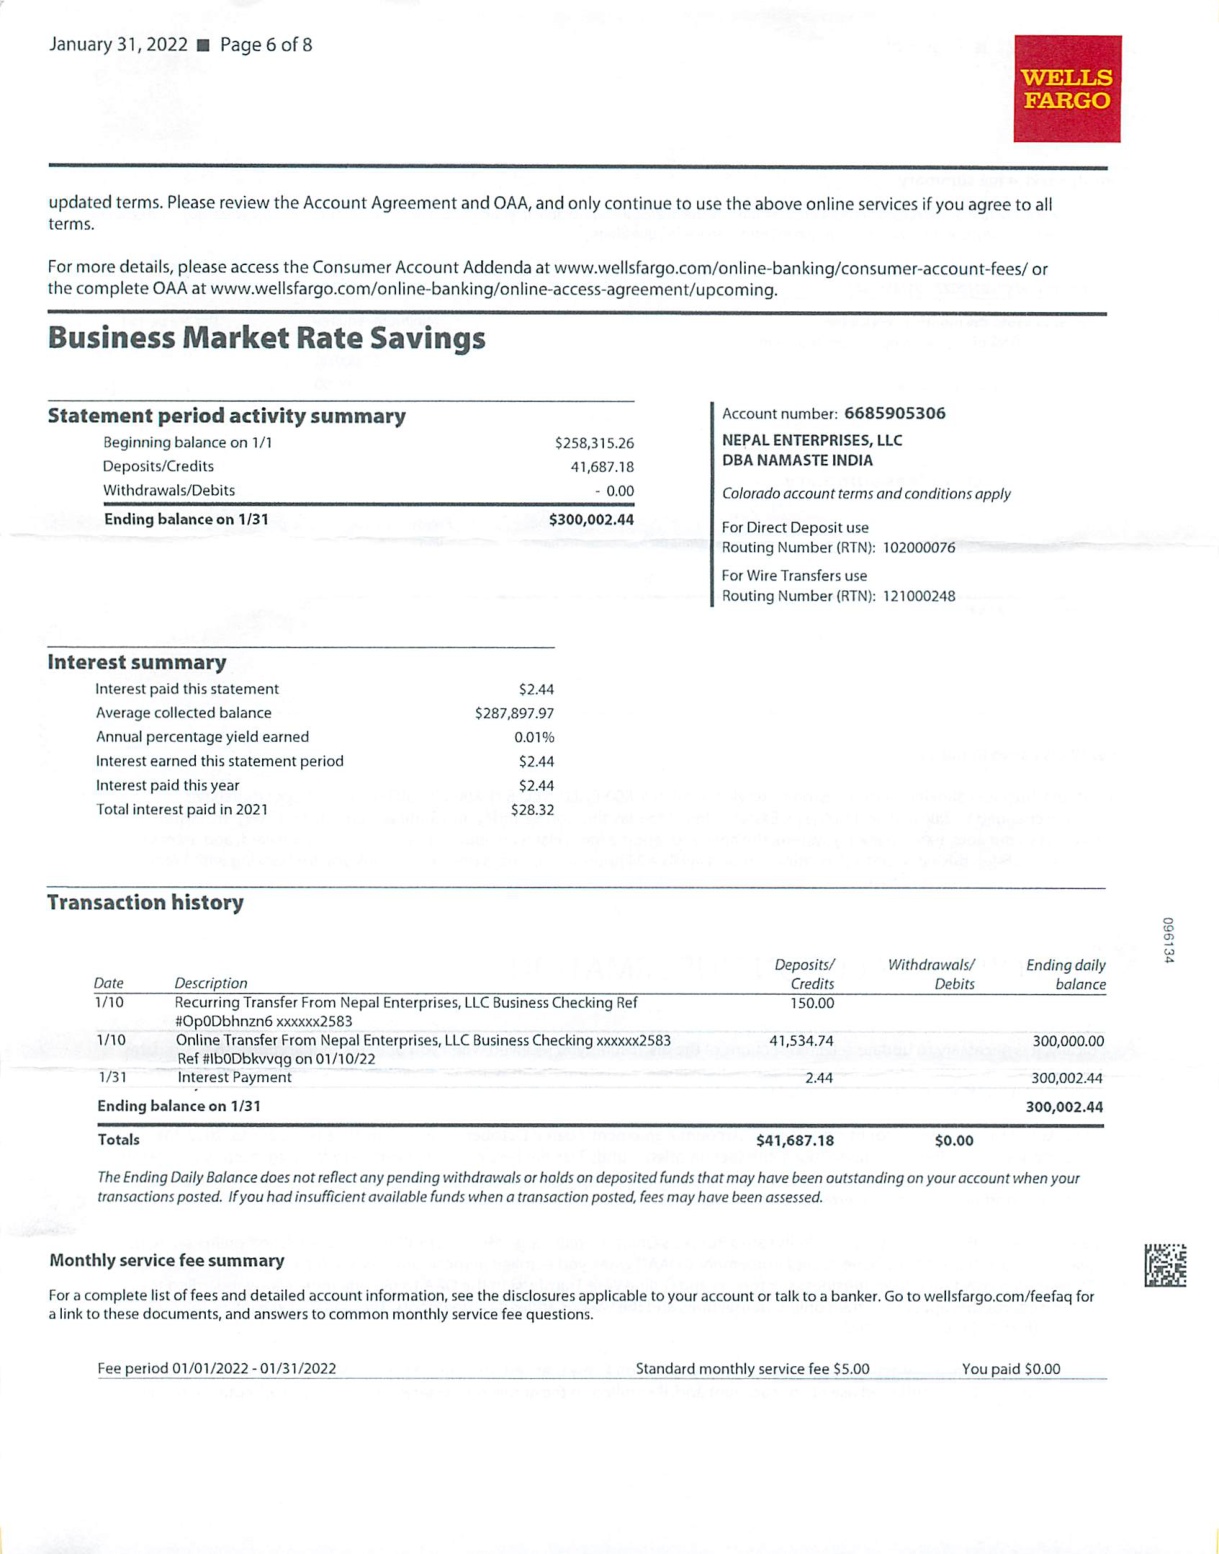 January 31, 2022 ■ Page 6 of 8
WELLS
FARGO
updated terms. Please review the Account Agreement and OAA, and only continue to use the above online services if you agree to all
terms.
For more details, please access the Consumer Account Addenda at www.wellsfargo.com/online-banking/consumer-account-fees/ or
the complete OAA at www.wellsfargo.com/online-banking/online-access-agreement/upcoming.
Business Market Rate Savings
Statement period activity summary
Beginning balance on 1/1 $258,315.26
Deposits/Credits 41,687.18
Withdrawals/Debits - 0.00
Ending balance on 1/31 $300,002.44
Account number: 6685905306
NEPAL ENTERPRISES, LLC
DBA NAMASTE INDIA
Colorado account terms and conditions apply
For Direct Deposit use
Routing Number (RTN): 102000076
For Wire Transfers use
Routing Number (RTN): 121000248
Interest summary
Interest paid this statement $2.44
Average collected balance $287,897.97
Annual percentage yield earned 0.01%
Interest earned this statement period $2.44
Interest paid this year $2.44
Total interest paid in 2021 $28.32
Transaction history
Deposits/ Withdrawals/ Ending daily
Date Description Credits Debits balance
1/10 Recurring Transfer From Nepal Enterprises, LLC Business Checking Ref 150.00
#Op0Dbhnzn6 xxxxxx2583
1/10 Online Transfer From Nepal Enterprises, LLC Business Checking xxxxxx2583 41,534.74 300,000.00
Ref #Ib0Dbkvvqg on 01/10/22
1/31 Interest Payment 2.44 300,002.44
Ending balance on 1/31 300,002.44
Totals $41,687.18 $0.00
The Ending Daily Balance does not reflect any pending withdrawals or holds on deposited funds that may have been outstanding on your account when your
transactions posted. If you had insufficient available funds when a transaction posted, fees may have been assessed.
096134
Monthly service fee summary
For a complete list of fees and detailed account information, see the disclosures applicable to your account or talk to a banker. Go to wellsfargo.com/feefaq for
a link to these documents, and answers to common monthly service fee questions.
Fee period 01/01/2022 - 01/31/2022 Standard monthly service fee $5.00 You paid $0.00